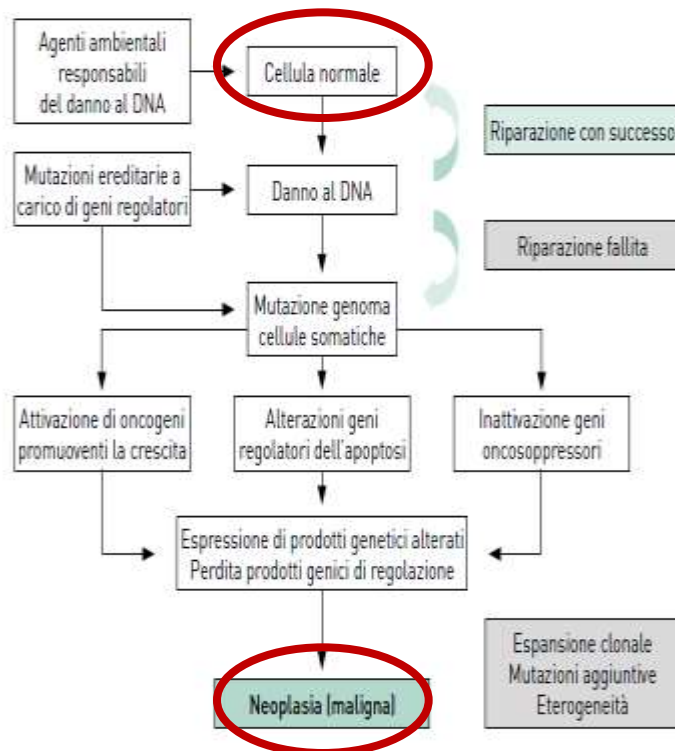 Agenti ambientali
responsabili
del danno al DNA
Cellula normale
Riparazione con successo
Mutazioni ereditarie a
carico di geni regolatori
Danno al DNA
Riparazione fallita
Mutazione genoma
cellule somatiche
Attivazione di oncogeni
promuoventi la crescita
Alterazioni geni
regolatori dell'apoptosi
Inattivazione geni
oncosoppressori
Espressione di prodotti genetici alterati
Perdita prodotti genici di regolazione
Espansione clonale
Mutazioni aggiuntive
Eterogeneità
Neoplasia (maligna)